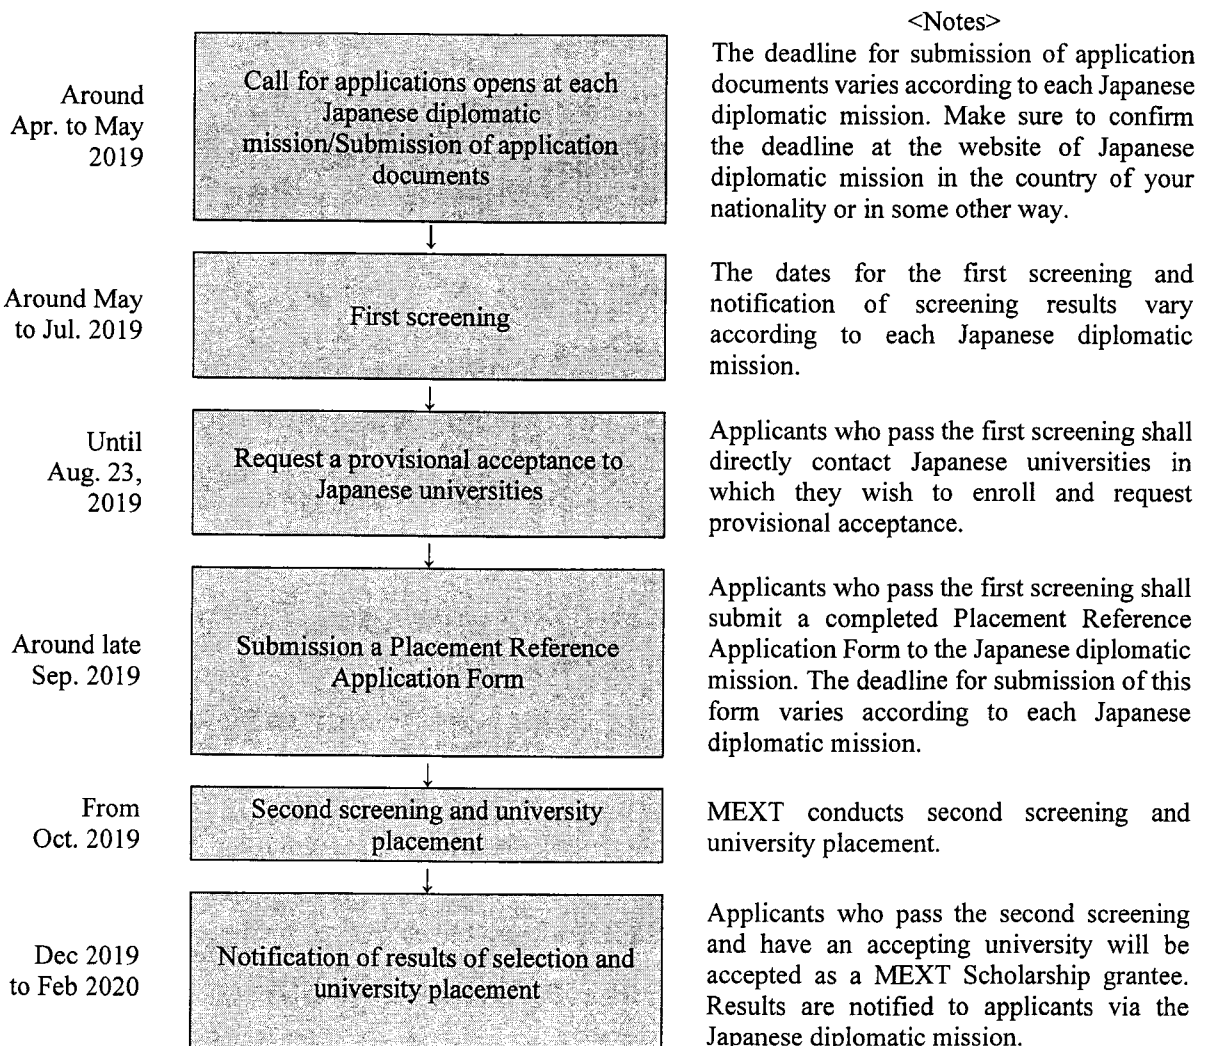 <Notes>
Around
Apr. to May
2019
Call for applications opens at each
Japanese diplomatic
mission/Submission of application
documents
The deadline for submission of application
documents varies according to each Japanese
diplomatic mission. Make sure to confirm
the deadline at the website of Japanese
diplomatic mission in the country of your
nationality or in some other way.
Around May
to Jul. 2019
First screening
The dates for the first screening and
notification of screening results vary
according to each Japanese diplomatic
mission.
Until
Aug. 23,
2019
Request a provisional acceptance to
Japanese universities
Applicants who pass the first screening shall
directly contact Japanese universities in
which they wish to enroll and request
provisional acceptance.
Around late
Sep. 2019
Submission a Placement Reference
Application Form
Applicants who pass the first screening shall
submit a completed Placement Reference
Application Form to the Japanese diplomatic
mission. The deadline for submission of this
form varies according to each Japanese
diplomatic mission.
From
Oct. 2019
Second screening and university
placement
MEXT conducts second screening and
university placement.
Dec 2019
to Feb 2020
Notification of results of selection and
university placement
Applicants who pass the second screening
and have an accepting university will be
accepted as a MEXT Scholarship grantee.
Results are notified to applicants via the
Japanese diplomatic mission.